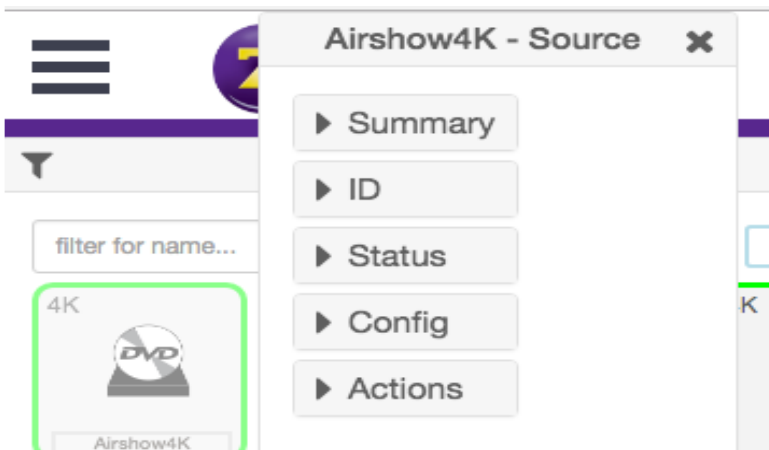 Airshow4K - Source
Summary
ID
filter for name...
Status
4K
K
Config
DVD
Actions
Airshow4K